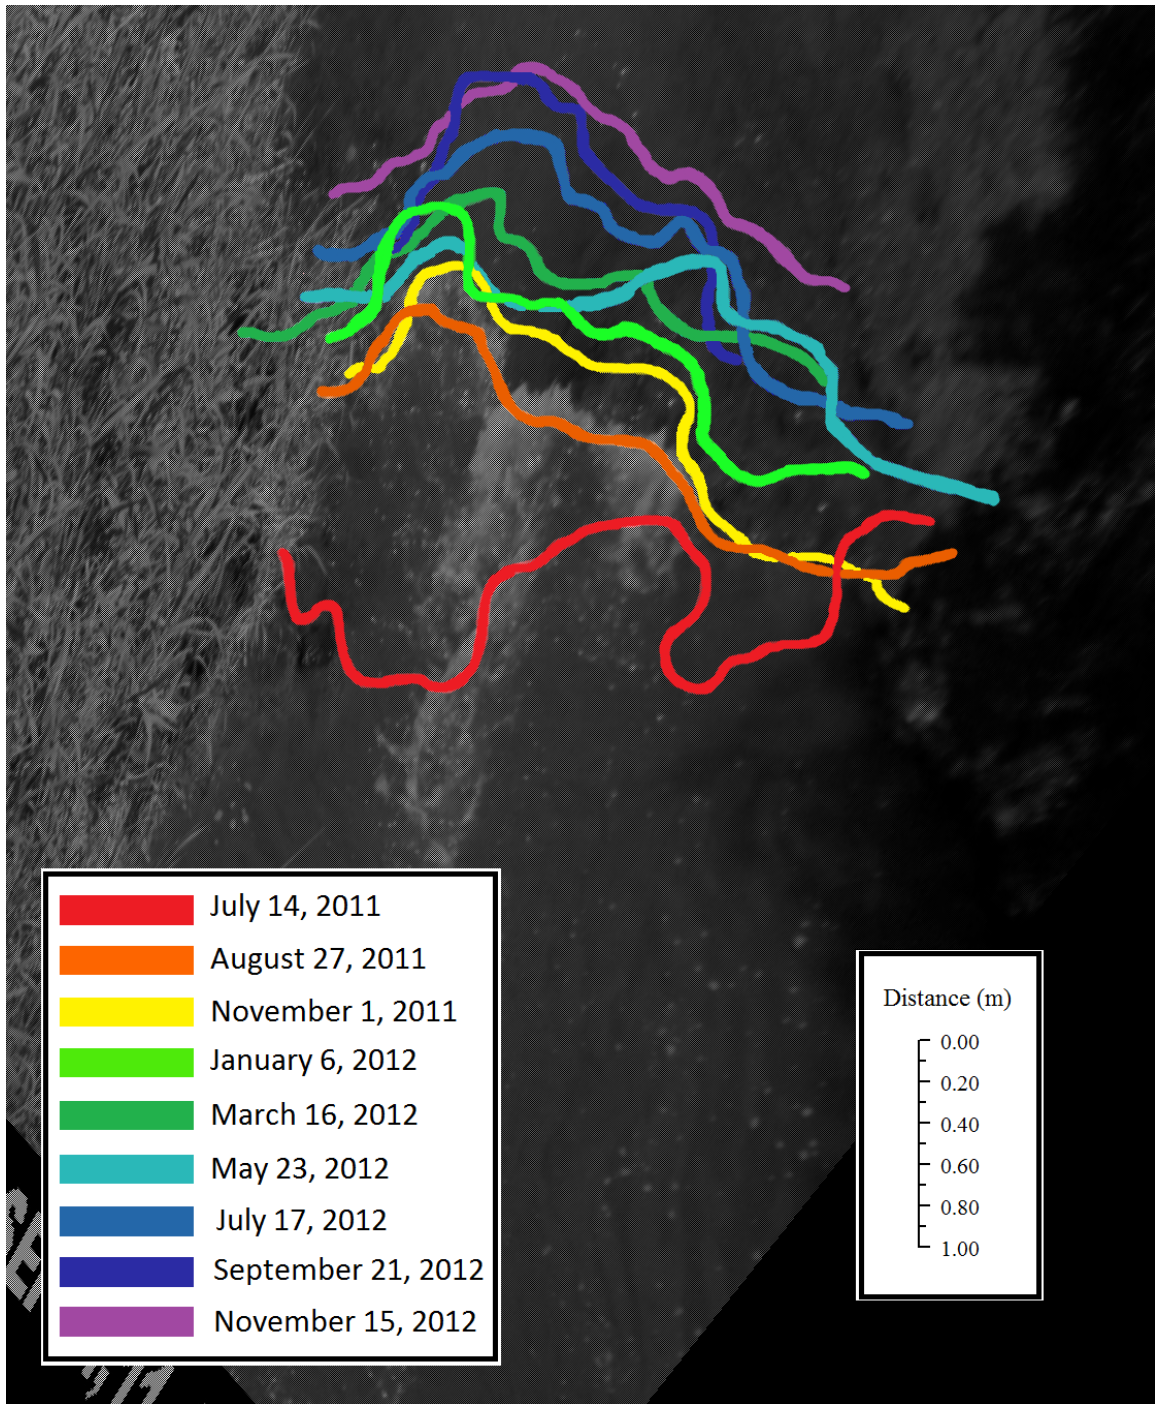 July 14, 2011
August 27, 2011
November 1, 2011
January 6, 2012
March 16, 2012
May 23, 2012
July 17, 2012
September 21, 2012
November 15, 2012
Distance (m)
0.00
0.20
0.40
0.60
0.80
1.00